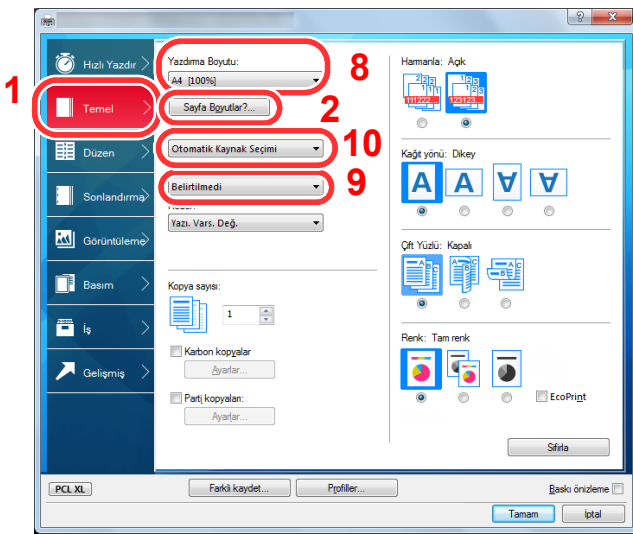 1
Hızlı Yazdır
Temel
Düzen
Sonlandırma
Görüntüleme
Basım
İş
Gelişmiş
Yazdırma Boyutu:
A4 [100%]
8
Sayfa Boyutlar?...
2
Otomatik Kaynak Seçimi
10
Belirtilmedi
9
Yazı. Vars. Değ.
Kopya sayısı:
1
Karbon kopyalar
Ayarlar...
Parti kopyaları:
Ayarlar...
Harmanla: Açık
111222...
123123...
Kağıt yönü: Dikey
A A A A
Çift Yüzlü: Kapalı
Renk: Tam renk
EcoPrint
Sıfırla
PCL XL
Farklı kaydet...
Profiller...
Baskı önizleme
Tamam
İptal